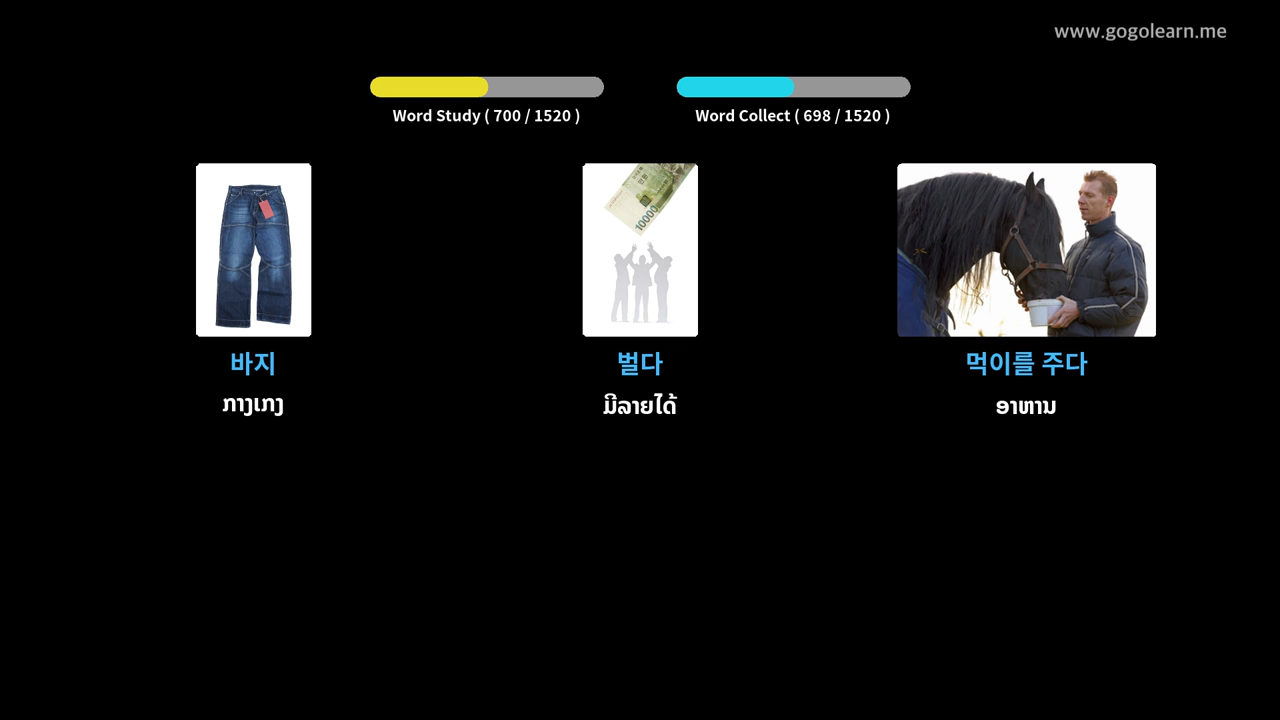 www.gogolearn.me
Word Study ( 700 / 1520 )
Word Collect ( 698 / 1520 )
10000
바지
벌다
먹이를 주다
ກາງເກງ
ມີລາຍໄດ້
ອາຫານ